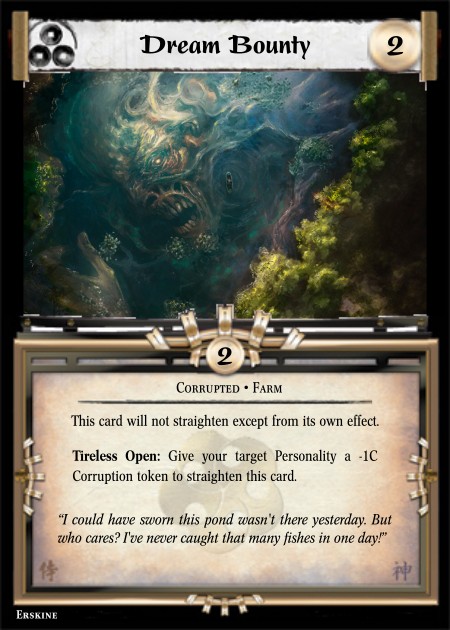 Dream Bounty
2
2
Corrupted • Farm
This card will not straighten except from its own effect.
Tireless Open: Give your target Personality a -1C
Corruption token to straighten this card.
“I could have sworn this pond wasn't there yesterday. But
who cares? I've never caught that many fishes in one day!”
侍
神
2
Erskine